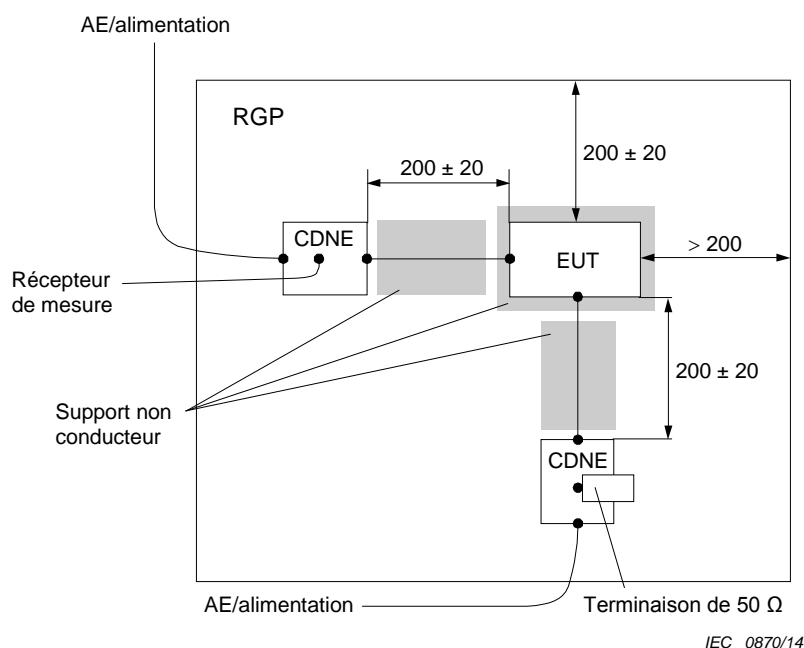 AE/alimentation
RGP
200 ± 20
200 ± 20
CDNE
EUT
> 200
Récepteur
de mesure
200 ± 20
Support non
conducteur
CDNE
AE/alimentation
Terminaison de 50 Ω
IEC 0870/14